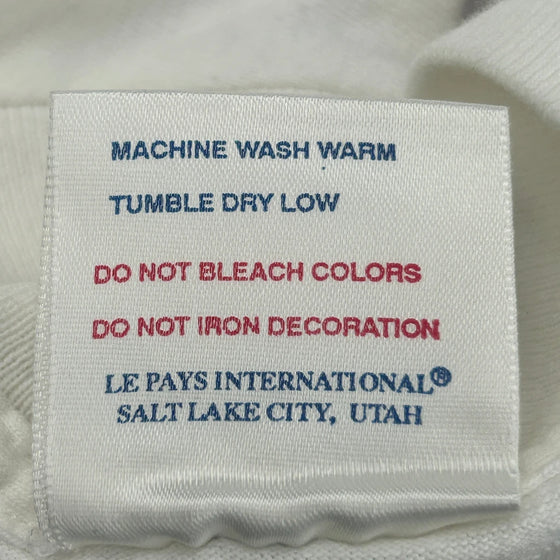 MACHINE WASH WARM
TUMBLE DRY LOW
DO NOT BLEACH COLORS
DO NOT IRON DECORATION
LE PAYS INTERNATIONAL®
SALT LAKE CITY, UTAH